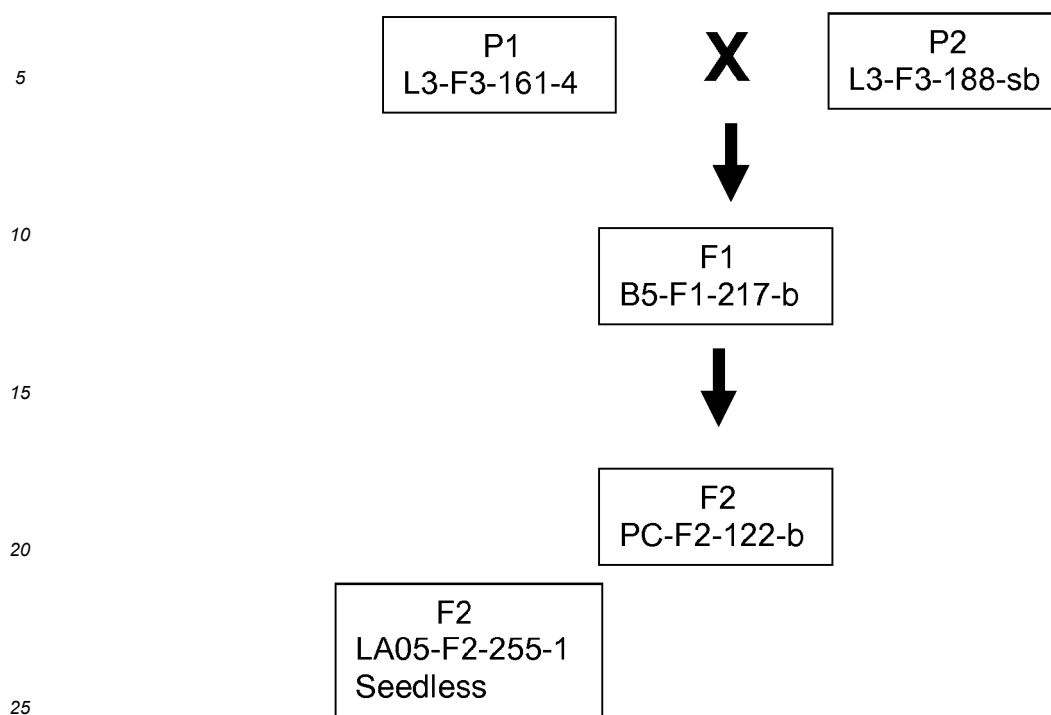 P1
L3-F3-161-4
X
P2
L3-F3-188-sb
5
10
F1
B5-F1-217-b
15
F2
PC-F2-122-b
20
F2
LA05-F2-255-1
Seedless
25